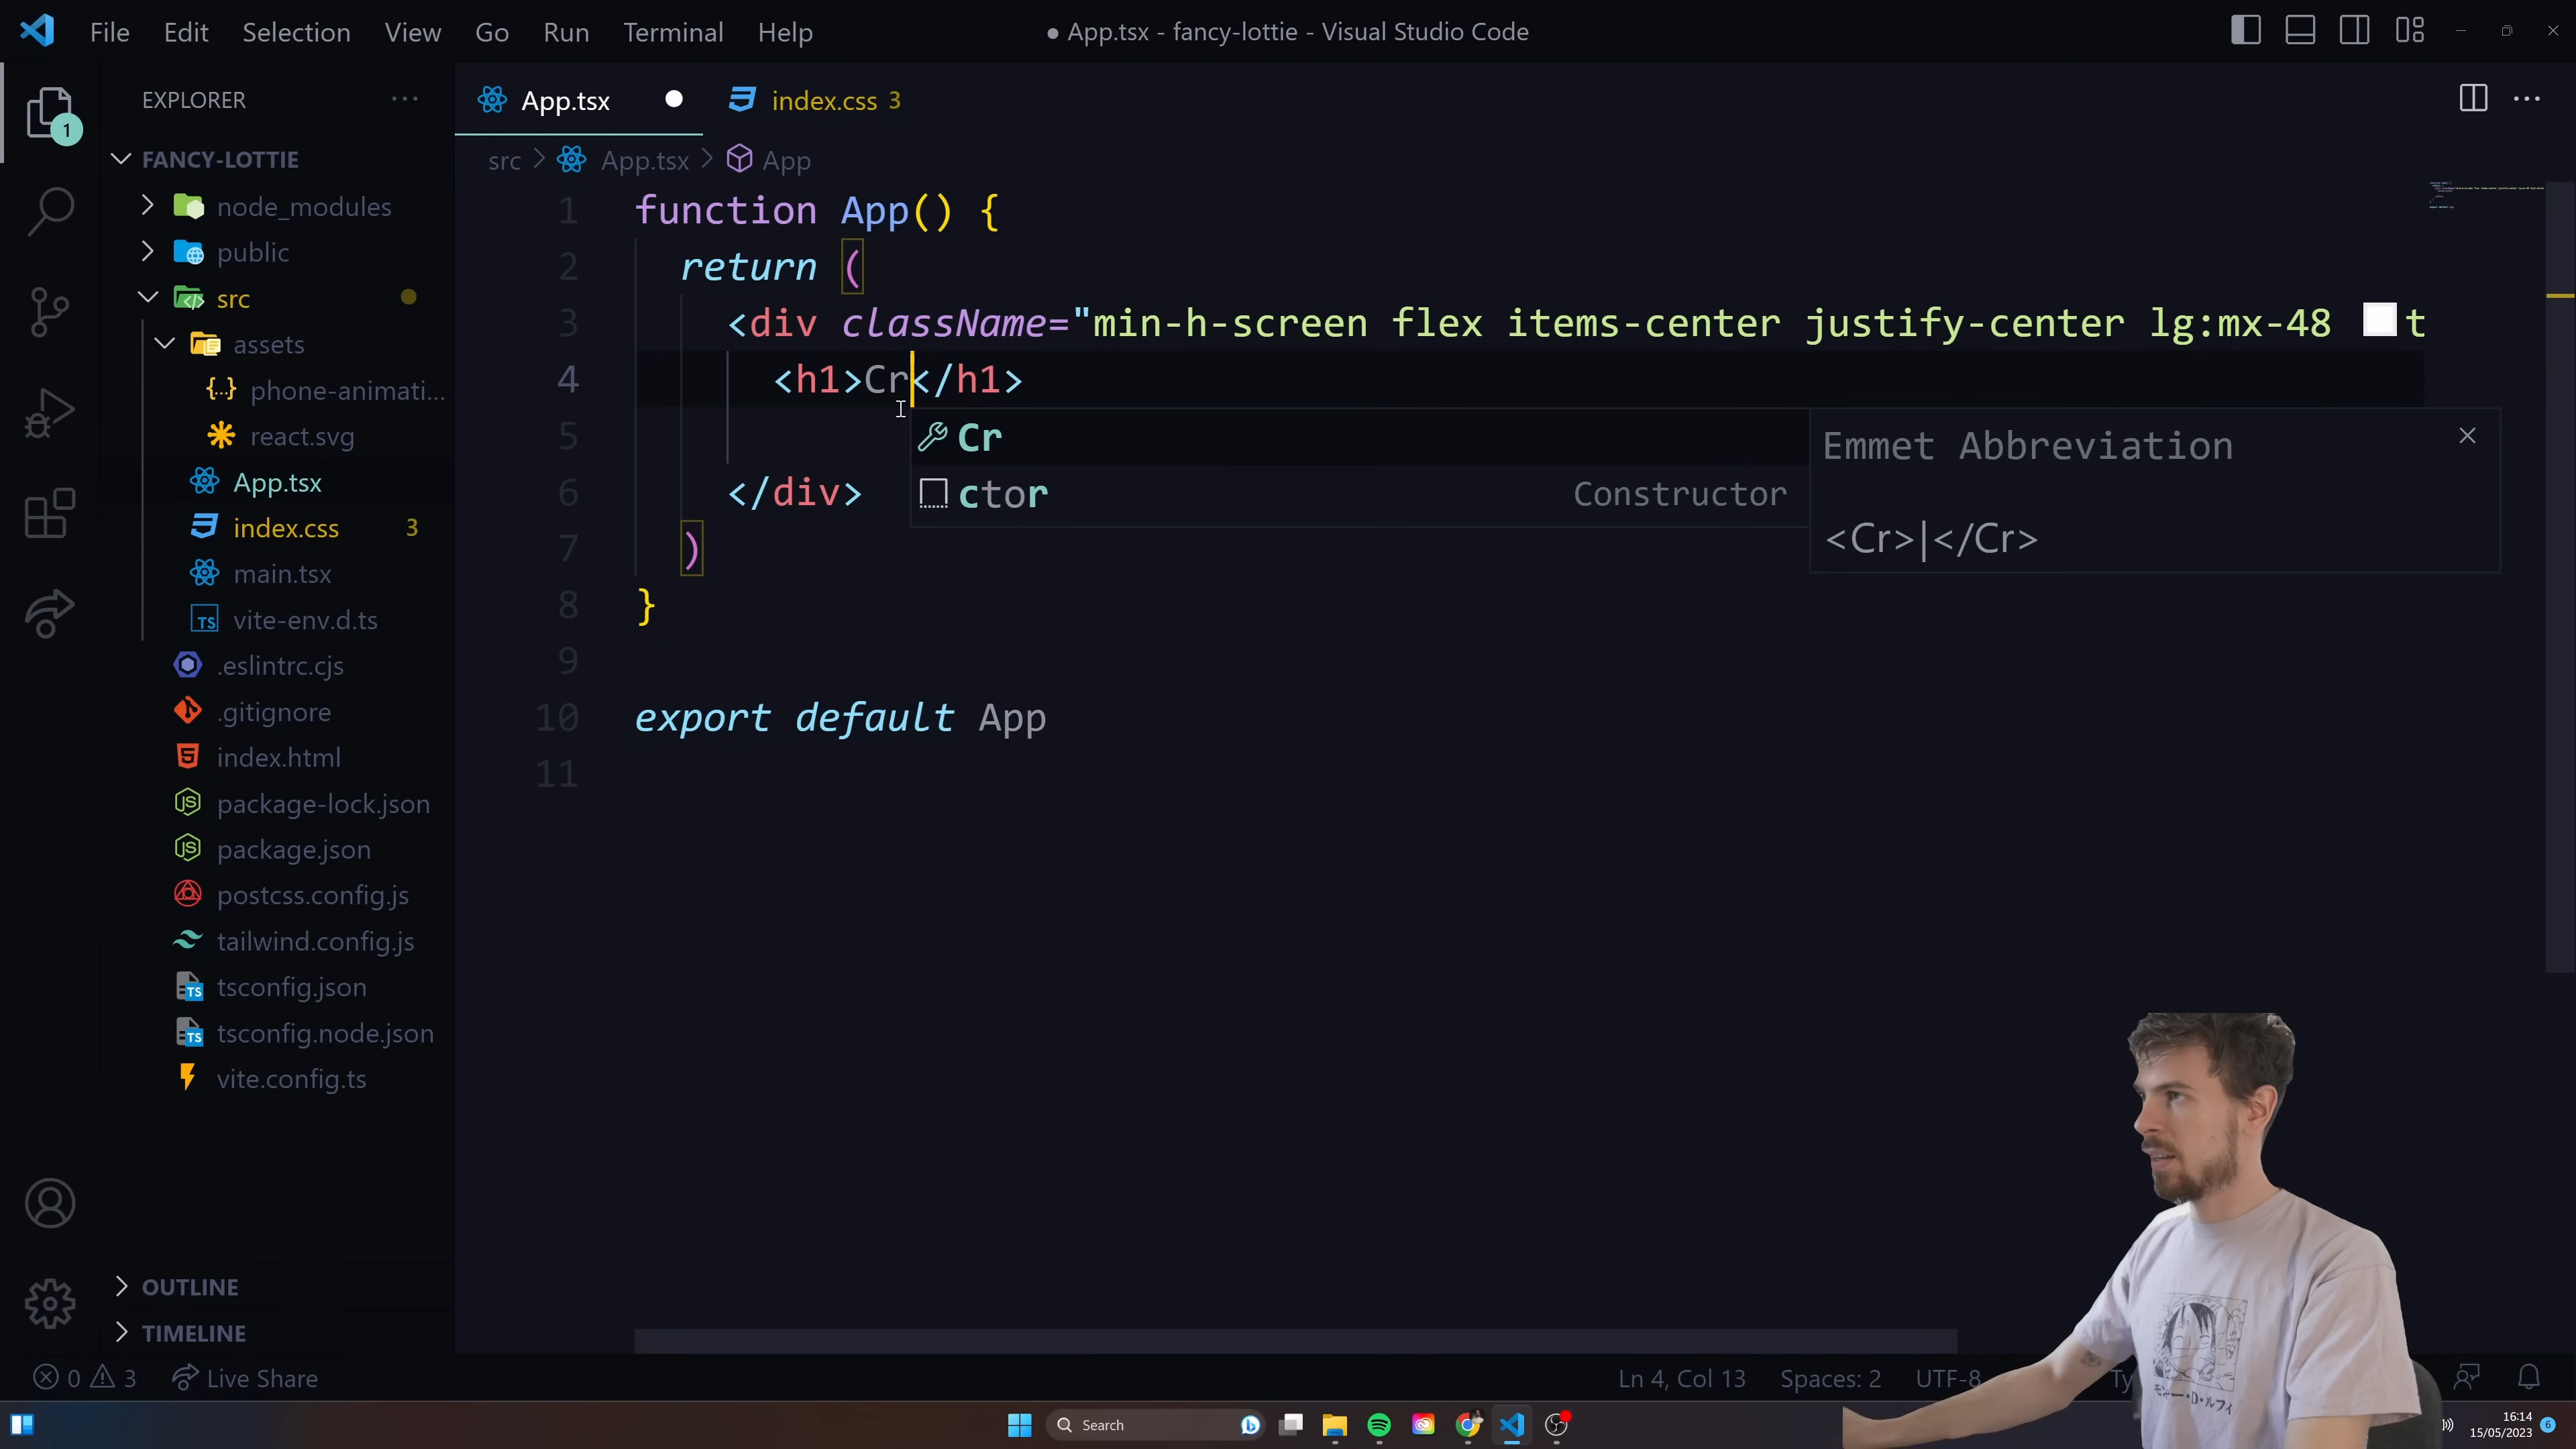 File Edit Selection View Go Run Terminal Help
● App.tsx - fancy-lottie - Visual Studio Code
EXPLORER
1
FANCY-LOTTIE
node_modules
public
src
assets
phone-animati...
react.svg
App.tsx
index.css 3
main.tsx
vite-env.d.ts
.eslintrc.cjs
.gitignore
index.html
package-lock.json
package.json
postcss.config.js
tailwind.config.js
tsconfig.json
tsconfig.node.json
vite.config.ts
OUTLINE
TIMELINE
App.tsx ● index.css 3
src > App.tsx > App
1 function App() {
2 return (
3 <div className="min-h-screen flex items-center justify-center lg:mx-48 t
4 <h1>Cr</h1>
5
6 </div>
7 )
8 }
9
10 export default App
11
Cr
ctor Constructor
Emmet Abbreviation
<Cr>|</Cr>
0 3 Live Share
Ln 4, Col 13 Spaces: 2 UTF-8 Ty
Search
16:14
15/05/2023
6